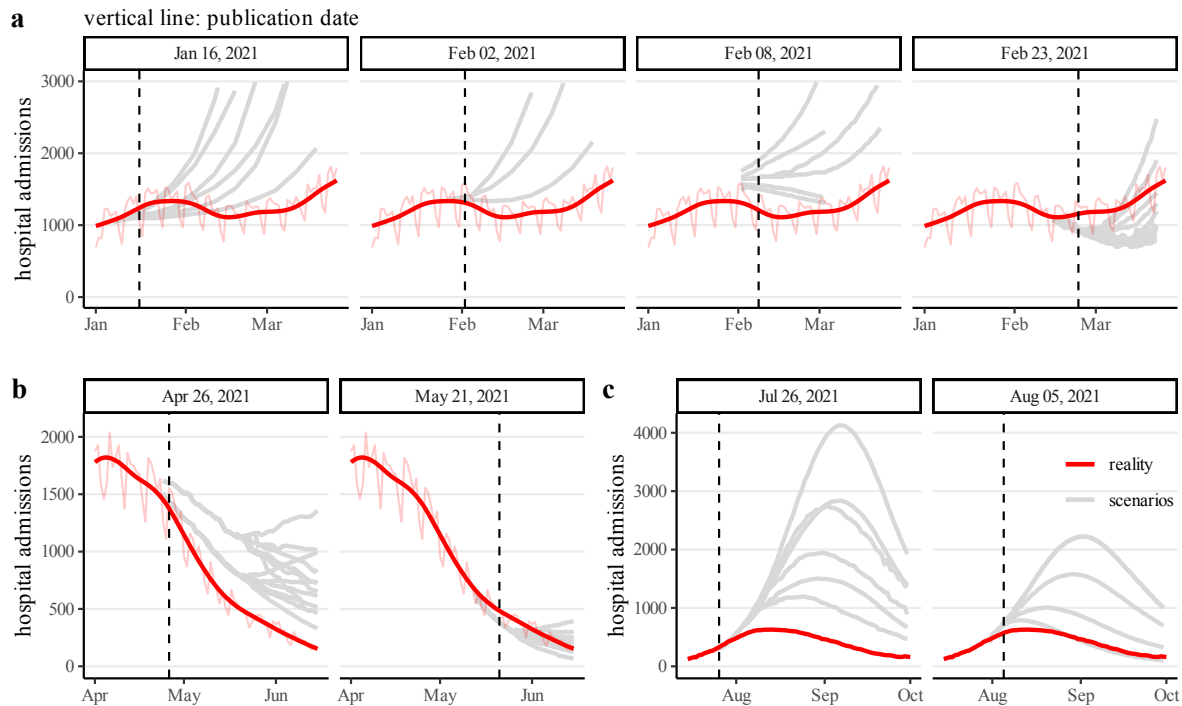 a vertical line: publication date
Jan 16, 2021 Feb 02, 2021 Feb 08, 2021 Feb 23, 2021
3000
2000
1000
0
hospital admissions
Jan Feb Mar Jan Feb Mar Jan Feb Mar Jan Feb Mar
b c
Apr 26, 2021 May 21, 2021 Jul 26, 2021 Aug 05, 2021
2000
1500
1000
500
0
hospital admissions
Apr May Jun Apr May Jun
4000
3000
2000
1000
0
hospital admissions
reality
scenarios
Aug Sep Oct Aug Sep Oct